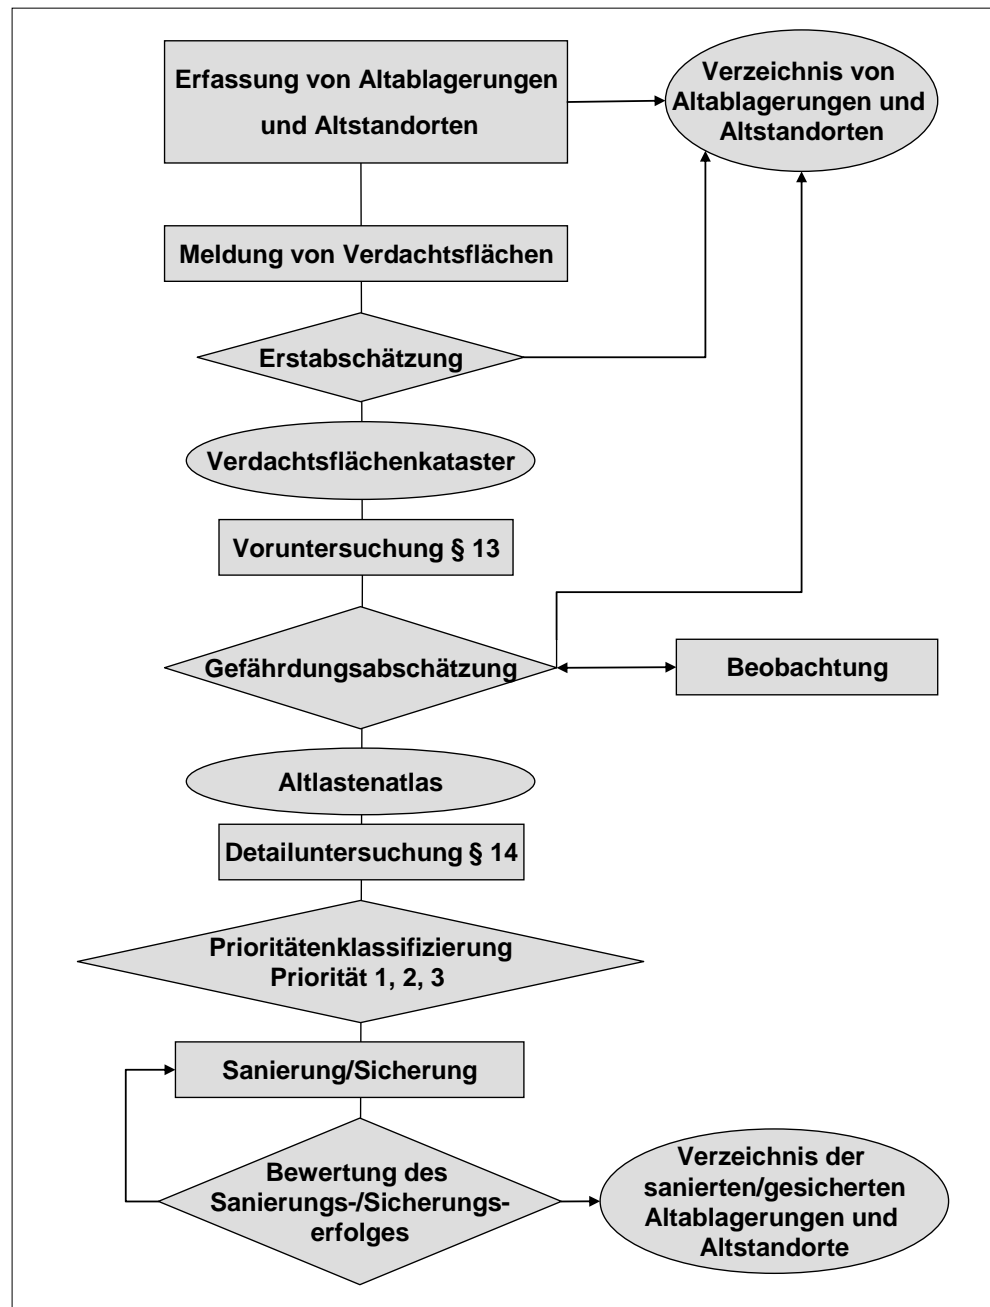 Erfassung von Altablagerungen
und Altstandorten
Verzeichnis von
Altablagerungen und
Altstandorten
Meldung von Verdachtsflächen
Erstabschätzung
Verdachtsflächenkataster
Voruntersuchung § 13
Gefährdungsabschätzung
Beobachtung
Altlastenatlas
Detailuntersuchung § 14
Prioritätenklassifizierung
Priorität 1, 2, 3
Sanierung/Sicherung
Bewertung des
Sanierungs-/Sicherungs-
erfolges
Verzeichnis der
sanierten/gesicherten
Altablagerungen und
Altstandorte